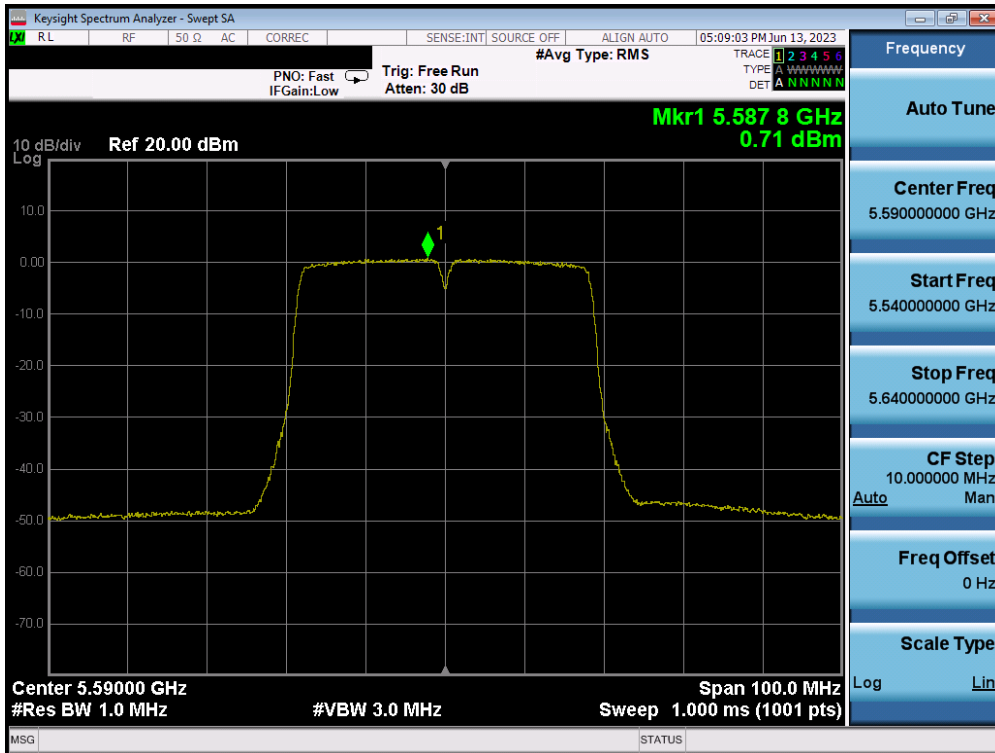 Keysight Spectrum Analyzer - Swept SA
LXI RL RF 50 Ω AC CORREC SENSE:INT SOURCE OFF ALIGN AUTO 05:09:03 PM Jun 13, 2023
#Avg Type: RMS
TRACE 1 2 3 4 5 6
TYPE A WWWWW
DET A N N N N N
PNO: Fast
IFGain:Low
Trig: Free Run
Atten: 30 dB
Mkr1 5.587 8 GHz
0.71 dBm
10 dB/div
Log
Ref 20.00 dBm
1
10.0
0.00
-10.0
-20.0
-30.0
-40.0
-50.0
-60.0
-70.0
Center 5.59000 GHz
Span 100.0 MHz
#Res BW 1.0 MHz
#VBW 3.0 MHz
Sweep 1.000 ms (1001 pts)
MSG
STATUS
Frequency
Auto Tune
Center Freq
5.590000000 GHz
Start Freq
5.540000000 GHz
Stop Freq
5.640000000 GHz
CF Step
10.000000 MHz
Auto Man
Freq Offset
0 Hz
Scale Type
Log Lin